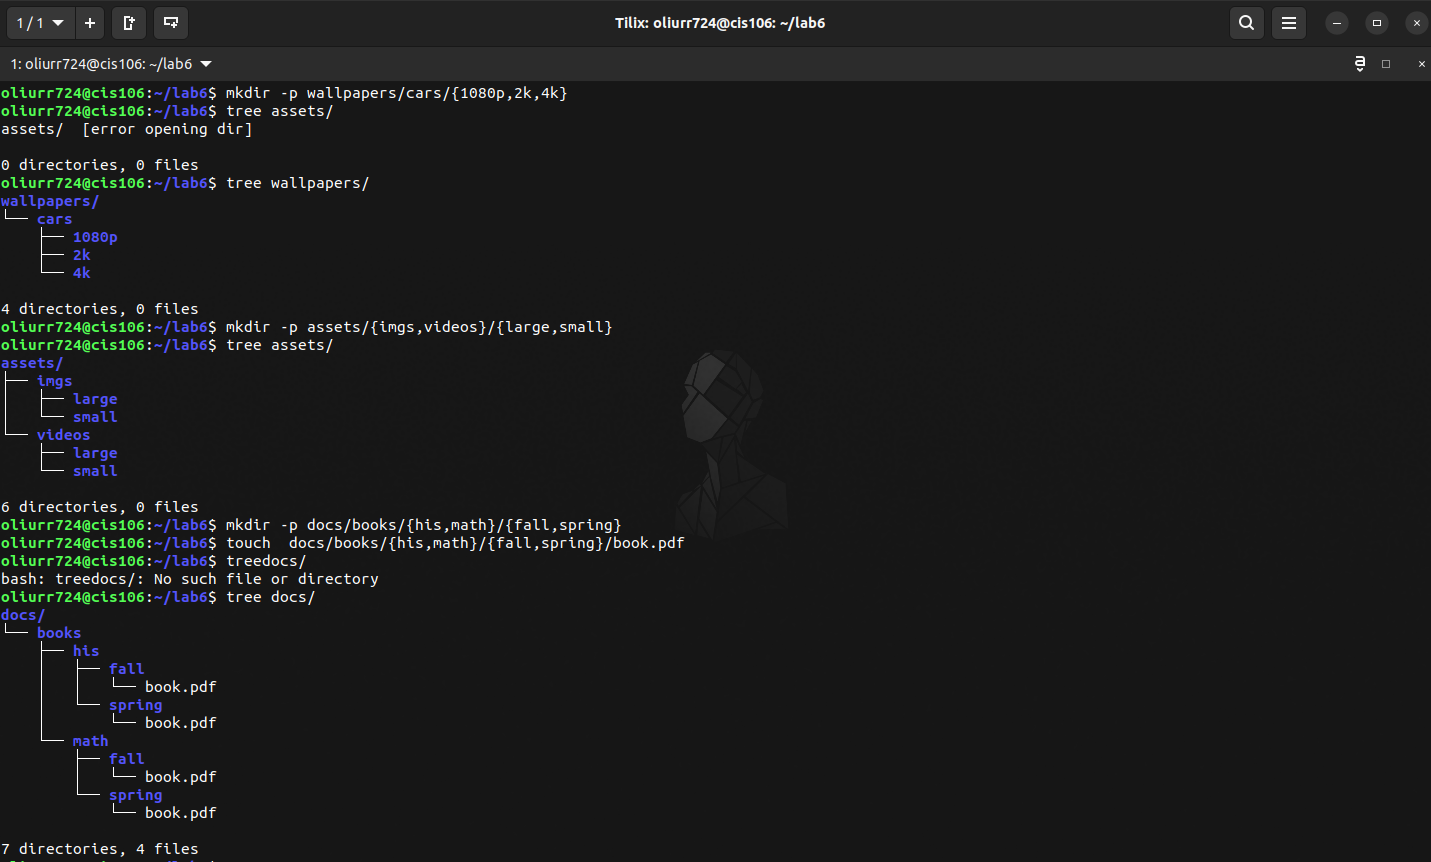 1 / 1
Tilix: oliurr724@cis106: ~/lab6
1: oliurr724@cis106: ~/lab6
oliurr724@cis106:~/lab6$ mkdir -p wallpapers/cars/{1080p,2k,4k}
oliurr724@cis106:~/lab6$ tree assets/
assets/  [error opening dir]
0 directories, 0 files
oliurr724@cis106:~/lab6$ tree wallpapers/
wallpapers/
└── cars
    ├── 1080p
    ├── 2k
    └── 4k
4 directories, 0 files
oliurr724@cis106:~/lab6$ mkdir -p assets/{imgs,videos}/{large,small}
oliurr724@cis106:~/lab6$ tree assets/
assets/
├── imgs
│   ├── large
│   └── small
└── videos
    ├── large
    └── small
6 directories, 0 files
oliurr724@cis106:~/lab6$ mkdir -p docs/books/{his,math}/{fall,spring}
oliurr724@cis106:~/lab6$ touch  docs/books/{his,math}/{fall,spring}/book.pdf
oliurr724@cis106:~/lab6$ treedocs/
bash: treedocs/: No such file or directory
oliurr724@cis106:~/lab6$ tree docs/
docs/
└── books
    ├── his
    │   ├── fall
    │   │   └── book.pdf
    │   └── spring
    │       └── book.pdf
    └── math
        ├── fall
        │   └── book.pdf
        └── spring
            └── book.pdf
7 directories, 4 files